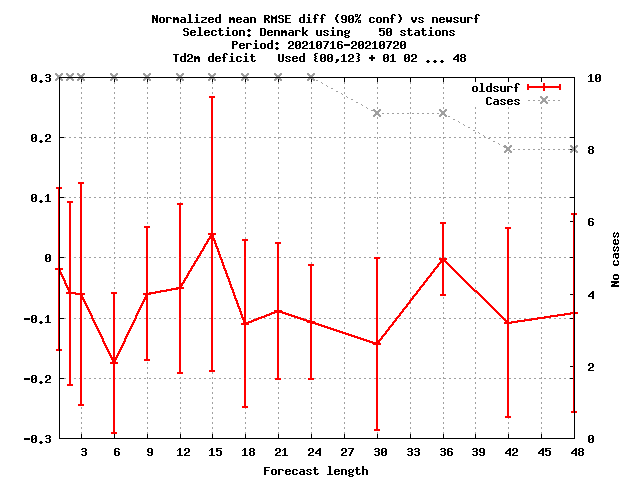 Normalized mean RMSE diff (90% conf) vs newsurf
Selection: Denmark using    50 stations
Period: 20210716-20210720
Td2m deficit   Used {00,12} + 01 02 ... 48
oldsurf
Cases
0.3
0.2
0.1
0
-0.1
-0.2
-0.3
10
8
6
4
2
0
No cases
3 6 9 12 15 18 21 24 27 30 33 36 39 42 45 48
Forecast length